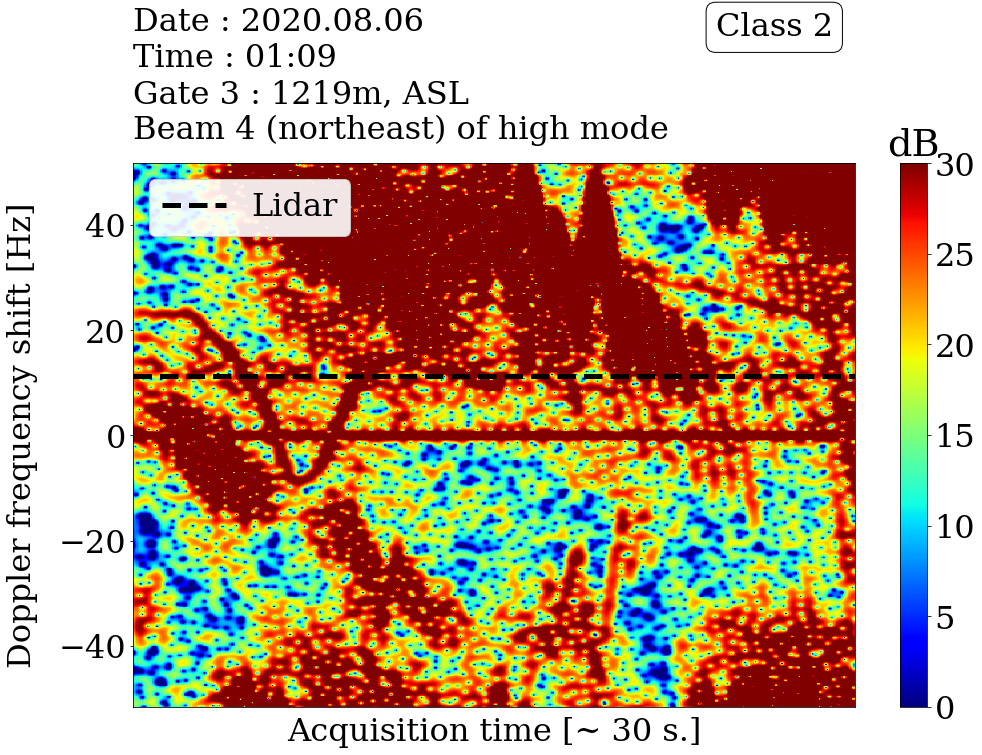 Date : 2020.08.06
Time : 01:09
Gate 3 : 1219m, ASL
Beam 4 (northeast) of high mode
Class 2
dB
Lidar
Doppler frequency shift [Hz]
40
20
0
−20
−40
30
25
20
15
10
5
0
Acquisition time [~ 30 s.]